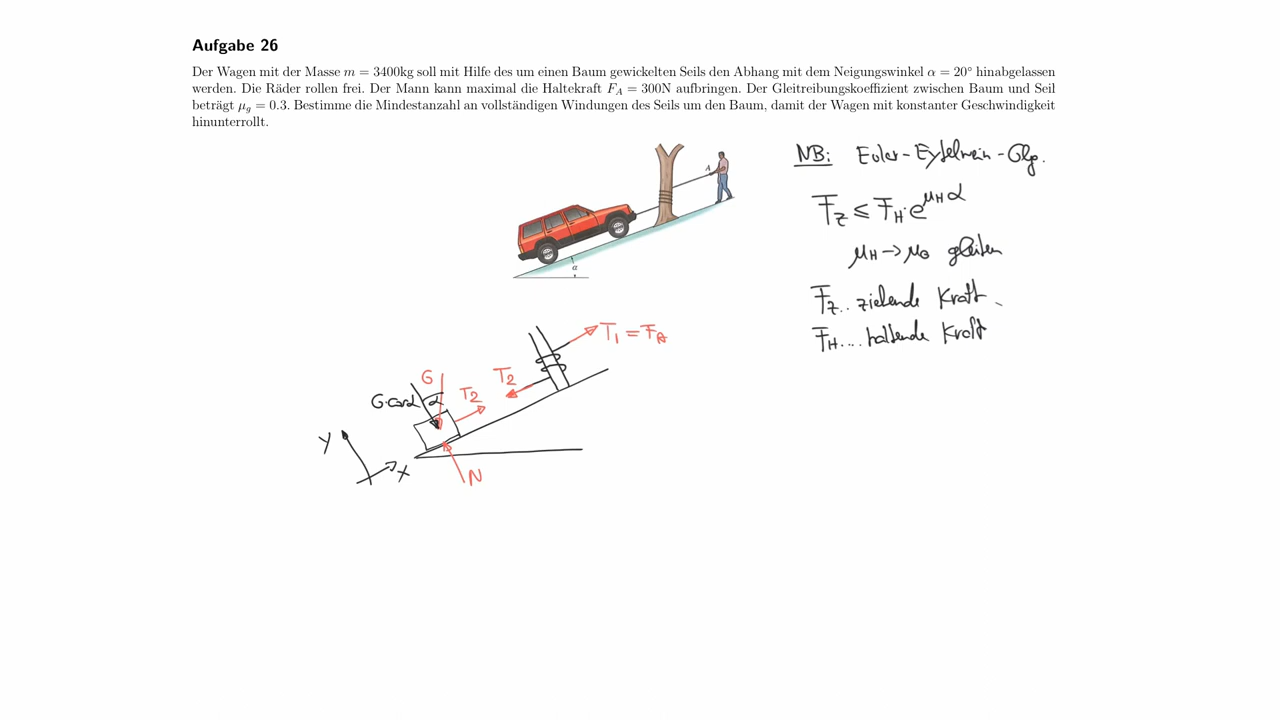 Aufgabe 26
Der Wagen mit der Masse m = 3400kg soll mit Hilfe des um einen Baum gewickelten Seils den Abhang mit dem Neigungswinkel α = 20° hinabgelassen
werden. Die Räder rollen frei. Der Mann kann maximal die Haltekraft F_A = 300N aufbringen. Der Gleitreibungskoeffizient zwischen Baum und Seil
beträgt μ_g = 0.3. Bestimme die Mindestanzahl an vollständigen Windungen des Seils um den Baum, damit der Wagen mit konstanter Geschwindigkeit
hinunterrollt.
NB: Euler-Eytelwein-Glg.
F_Z ≤ F_H · e^{μ_H α}
μ_H → μ_G gleiten
F_Z .. ziehende Kraft
F_H .... haltende Kraft
A
α
T_1 = F_A
T_2
G
T_2
G·cosα
α
Y
X
N